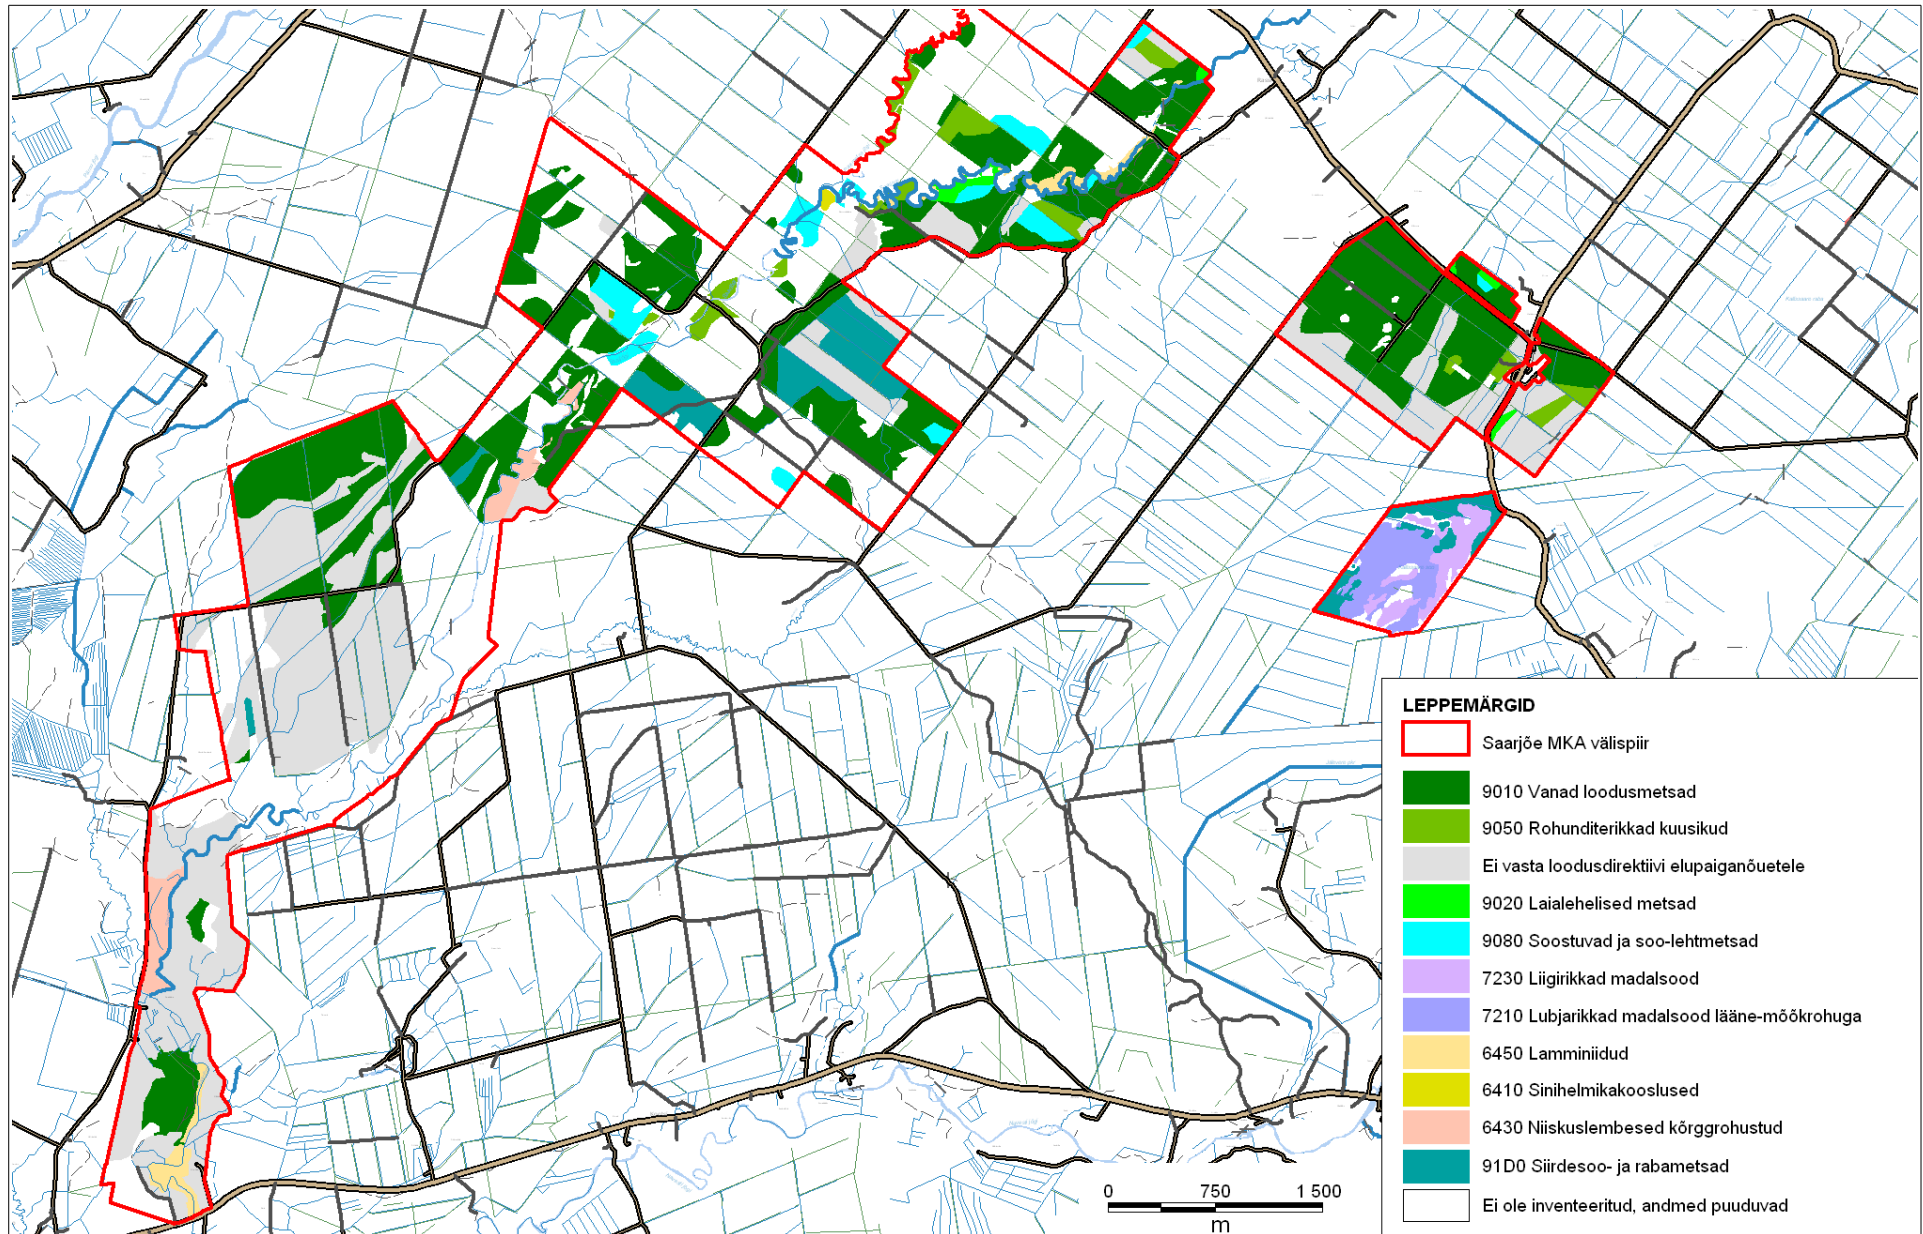 LEPPEMÄRGID
Saarjõe MKA välispiir
9010 Vanad loodusmetsad
9050 Rohunditerikkad kuusikud
Ei vasta loodusdirektiivi elupaiganõuetele
9020 Laialehelised metsad
9080 Soostuvad ja soo-lehtmetsad
7230 Liigirikkad madalsood
7210 Lubjarikkad madalsood lääne-mõõkrohuga
6450 Lamminiidud
6410 Sinihelmikakooslused
6430 Niiskuslembesed kõrggrohustud
91D0 Siirdesoo- ja rabametsad
Ei ole inventeeritud, andmed puuduvad
0 750 1 500
m